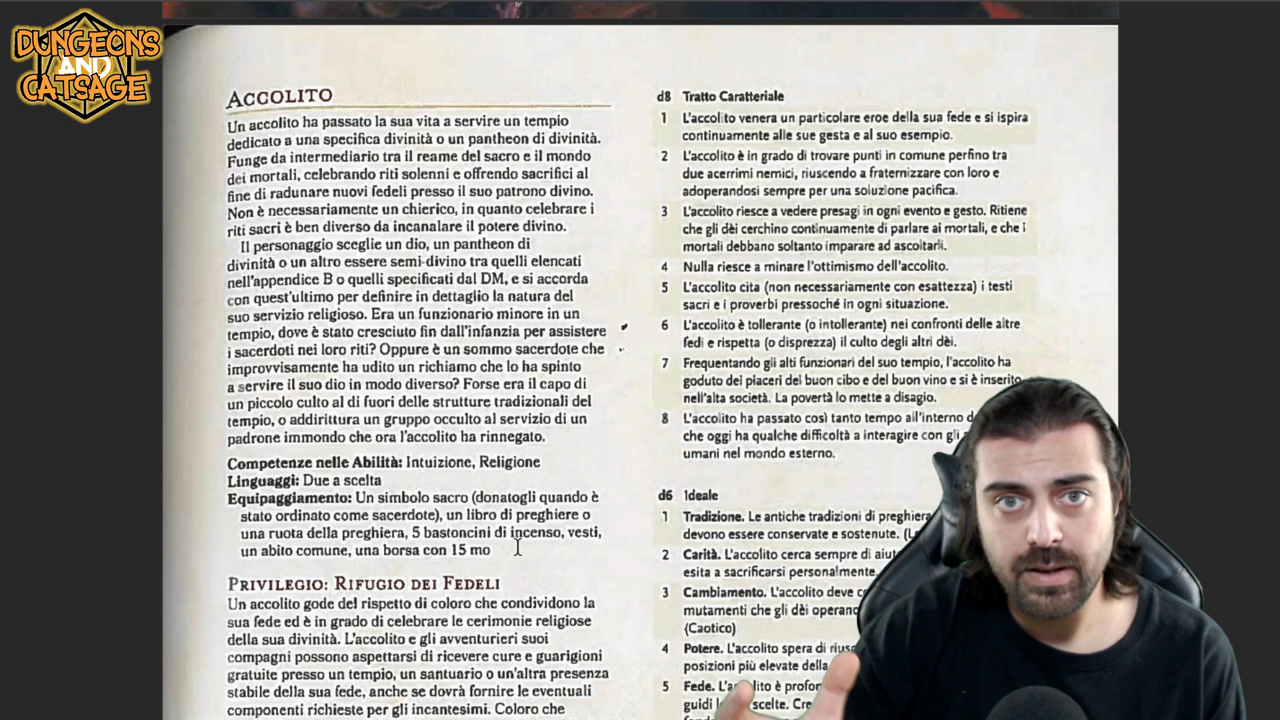 DUNGEONS
AND
CATSAGE
ACCOLITO
Un accolito ha passato la sua vita a servire un tempio
dedicato a una specifica divinità o un pantheon di divinità.
Funge da intermediario tra il reame del sacro e il mondo
dei mortali, celebrando riti solenni e offrendo sacrifici al
fine di radunare nuovi fedeli presso il suo patrono divino.
Non è necessariamente un chierico, in quanto celebrare i
riti sacri è ben diverso da incanalare il potere divino.
Il personaggio sceglie un dio, un pantheon di
divinità o un altro essere semi-divino tra quelli elencati
nell'appendice B o quelli specificati dal DM, e si accorda
con quest'ultimo per definire in dettaglio la natura del
suo servizio religioso. Era un funzionario minore in un
tempio, dove è stato cresciuto fin dall'infanzia per assistere
i sacerdoti nei loro riti? Oppure è un sommo sacerdote che
improvvisamente ha udito un richiamo che lo ha spinto
a servire il suo dio in modo diverso? Forse era il capo di
un piccolo culto al di fuori delle strutture tradizionali del
tempio, o addirittura un gruppo occulto al servizio di un
padrone immondo che ora l'accolito ha rinnegato.
Competenze nelle Abilità: Intuizione, Religione
Linguaggi: Due a scelta
Equipaggiamento: Un simbolo sacro (donatogli quando è
stato ordinato come sacerdote), un libro di preghiere o
una ruota della preghiera, 5 bastoncini di incenso, vesti,
un abito comune, una borsa con 15 mo
PRIVILEGIO: RIFUGIO DEI FEDELI
Un accolito gode del rispetto di coloro che condividono la
sua fede ed è in grado di celebrare le cerimonie religiose
della sua divinità. L'accolito e gli avventurieri suoi
compagni possono aspettarsi di ricevere cure e guarigioni
gratuite presso un tempio, un santuario o un'altra presenza
stabile della sua fede, anche se dovrà fornire le eventuali
componenti richieste per gli incantesimi. Coloro che
d8 Tratto Caratteriale
1 L'accolito venera un particolare eroe della sua fede e si ispira
continuamente alle sue gesta e al suo esempio.
2 L'accolito è in grado di trovare punti in comune perfino tra
due acerrimi nemici, riuscendo a fraternizzare con loro e
adoperandosi sempre per una soluzione pacifica.
3 L'accolito riesce a vedere presagi in ogni evento e gesto. Ritiene
che gli dèi cerchino continuamente di parlare ai mortali, e che i
mortali debbano soltanto imparare ad ascoltarli.
4 Nulla riesce a minare l'ottimismo dell'accolito.
5 L'accolito cita (non necessariamente con esattezza) i testi
sacri e i proverbi pressoché in ogni situazione.
6 L'accolito è tollerante (o intollerante) nei confronti delle altre
fedi e rispetta (o disprezza) il culto degli altri dèi.
7 Frequentando gli alti funzionari del suo tempio, l'accolito ha
goduto dei piaceri del buon cibo e del buon vino e si è inserito
nell'alta società. La povertà lo mette a disagio.
8 L'accolito ha passato così tanto tempo all'interno
che oggi ha qualche difficoltà a interagire con gli
umani nel mondo esterno.
d6 Ideale
1 Tradizione. Le antiche tradizioni di preghiera
devono essere conservate e sostenute.
2 Carità. L'accolito cerca sempre di
esita a sacrificarsi personalmente.
3 Cambiamento. L'accolito deve
mutamenti che gli dèi
(Caotico)
4 Potere. L'accolito spera di
posizioni più elevate della
5 Fede. L'accolito è
scelte.